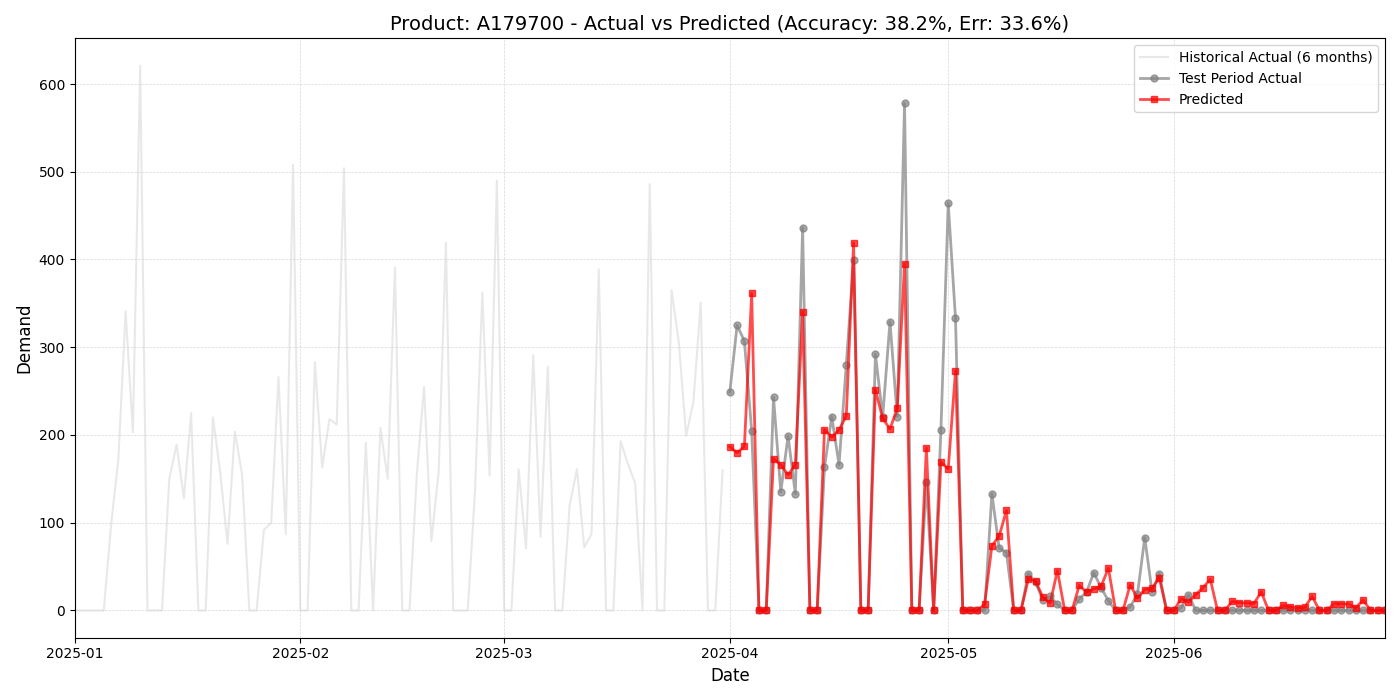 Product: A179700 - Actual vs Predicted (Accuracy: 38.2%, Err: 33.6%)
Historical Actual (6 months)
Test Period Actual
Predicted
Demand
600
500
400
300
200
100
0
2025-01
2025-02
2025-03
2025-04
2025-05
2025-06
Date